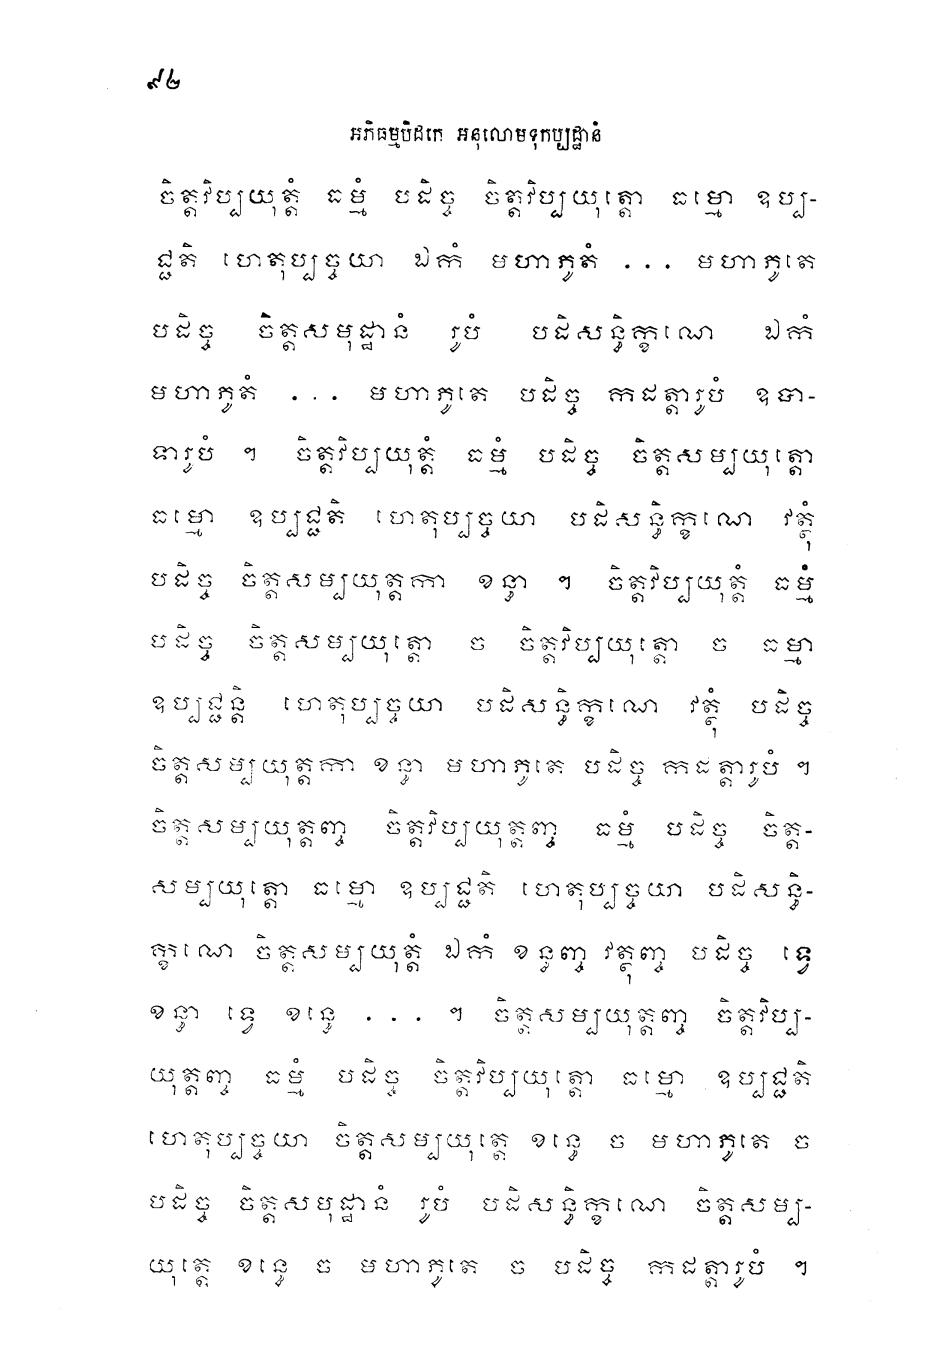 ៩៤
អភិធម្មបិដកេ អនុលោមទុកប្បដ្ឋានំ
ចិត្តវិប្បយុត្តំ ធម្មំ បដិច្ច ចិត្តវិប្បយុត្តោ ធម្មោ ឧប្ប-
ជ្ជតិ ហេតុប្បច្ចយា ឯកំ មហាភូតំ ... មហាភូតេ
បដិច្ច ចិត្តសមុដ្ឋានំ រូបំ បដិសន្ធិក្ខណេ ឯកំ
មហាភូតំ ... មហាភូតេ បដិច្ច កដត្តារូបំ ឧទា-
ទារូបំ ។ ចិត្តវិប្បយុត្តំ ធម្មំ បដិច្ច ចិត្តសម្បយុត្តោ
ធម្មោ ឧប្បជ្ជតិ ហេតុប្បច្ចយា បដិសន្ធិក្ខណេ វត្ថុំ
បដិច្ច ចិត្តសម្បយុត្តកា ខន្ធា ។ ចិត្តវិប្បយុត្តំ ធម្មំ
បដិច្ច ចិត្តសម្បយុត្តោ ច ចិត្តវិប្បយុត្តោ ច ធម្មា
ឧប្បជ្ជន្តិ ហេតុប្បច្ចយា បដិសន្ធិក្ខណេ វត្ថុំ បដិច្ច
ចិត្តសម្បយុត្តកា ខន្ធា មហាភូតេ បដិច្ច កដត្តារូបំ ។
ចិត្តសម្បយុត្តញ្ច ចិត្តវិប្បយុត្តញ្ច ធម្មំ បដិច្ច ចិត្ត-
សម្បយុត្តោ ធម្មោ ឧប្បជ្ជតិ ហេតុប្បច្ចយា បដិសន្ធិ-
ក្ខណេ ចិត្តសម្បយុត្តំ ឯកំ ខន្ធញ្ច វត្ថុញ្ច បដិច្ច ទ្វេ
ខន្ធា ទ្វេ ខន្ធេ ... ។ ចិត្តសម្បយុត្តញ្ច ចិត្តវិប្ប-
យុត្តញ្ច ធម្មំ បដិច្ច ចិត្តវិប្បយុត្តោ ធម្មោ ឧប្បជ្ជតិ
ហេតុប្បច្ចយា ចិត្តសម្បយុត្តេ ខន្ធេ ច មហាភូតេ ច
បដិច្ច ចិត្តសមុដ្ឋានំ រូបំ បដិសន្ធិក្ខណេ ចិត្តសម្ប-
យុត្តេ ខន្ធេ ច មហាភូតេ ច បដិច្ច កដត្តារូបំ ។